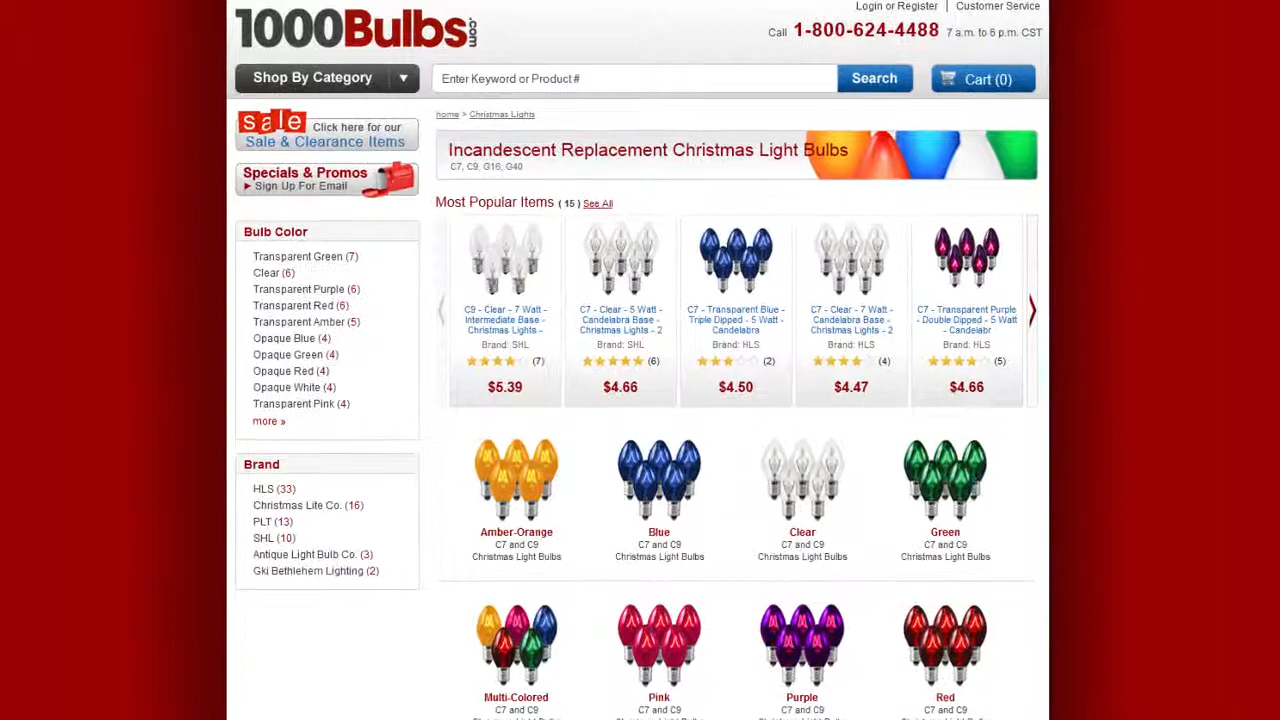 Login or Register | Customer Service
1000Bulbs.com
Call 1-800-624-4488 7 a.m. to 6 p.m. CST
Shop By Category ▼
Enter Keyword or Product #
Search
Cart (0)
sale
Click here for our
Sale & Clearance Items
Specials & Promos
Sign Up For Email
Bulb Color
Transparent Green (7)
Clear (6)
Transparent Purple (6)
Transparent Red (6)
Transparent Amber (5)
Opaque Blue (4)
Opaque Green (4)
Opaque Red (4)
Opaque White (4)
Transparent Pink (4)
more »
Brand
HLS (33)
Christmas Lite Co. (16)
PLT (13)
SHL (10)
Antique Light Bulb Co. (3)
Gki Bethlehem Lighting (2)
home > Christmas Lights
Incandescent Replacement Christmas Light Bulbs
C7, C9, G16, G40
Most Popular Items ( 15 ) See All
C9 - Clear - 7 Watt -
Intermediate Base -
Christmas Lights -
Brand: SHL
(7)
$5.39
C7 - Clear - 5 Watt -
Candelabra Base -
Christmas Lights - 2
Brand: SHL
(6)
$4.66
C7 - Transparent Blue -
Triple Dipped - 5 Watt -
Candelabra
Brand: HLS
(2)
$4.50
C7 - Clear - 7 Watt -
Candelabra Base -
Christmas Lights - 2
Brand: HLS
(4)
$4.47
C7 - Transparent Purple
- Double Dipped - 5 Watt
- Candelabr
Brand: HLS
(5)
$4.66
Amber-Orange
C7 and C9
Christmas Light Bulbs
Blue
C7 and C9
Christmas Light Bulbs
Clear
C7 and C9
Christmas Light Bulbs
Green
C7 and C9
Christmas Light Bulbs
Multi-Colored
C7 and C9
Pink
C7 and C9
Purple
C7 and C9
Red
C7 and C9